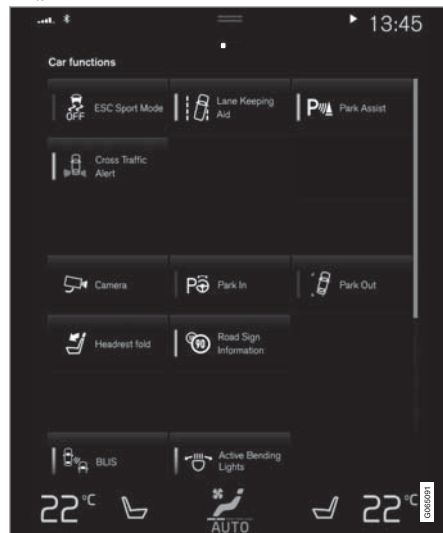 13:45
Car functions
OFF
ESC Sport Mode
Lane Keeping
Aid
P
Park Assist
Cross Traffic
Alert
Camera
P
Park In
Park Out
Headrest fold
90
Road Sign
Information
BLIS
Active Bending
Lights
22°C
AUTO
22°C
G065091